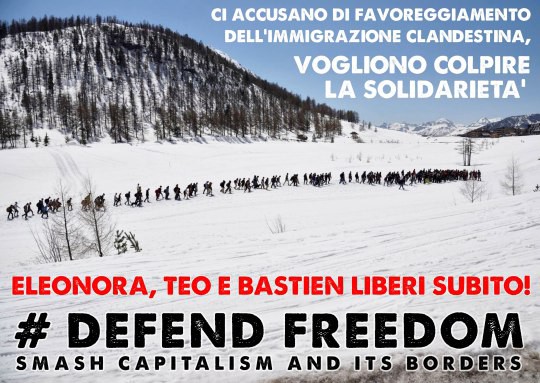 CI ACCUSANO DI FAVOREGGIAMENTO
DELL'IMMIGRAZIONE CLANDESTINA,
VOGLIONO COLPIRE
LA SOLIDARIETA'
ELEONORA, TEO E BASTIEN LIBERI SUBITO!
# DEFEND FREEDOM
SMASH CAPITALISM AND ITS BORDERS